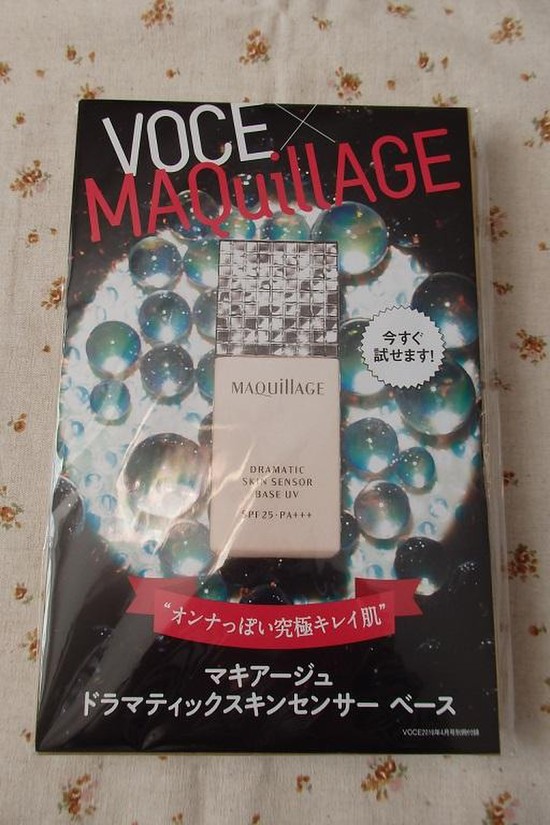 VOCE×
MAQuillAGE
今すぐ
試せます!
MAQuillAGE
DRAMATIC
SKIN SENSOR
BASE UV
SPF25・PA+++
“オンナっぽい究極キレイ肌”
マキアージュ
ドラマティックスキンセンサー ベース
VOCE2016年4月号別冊付録